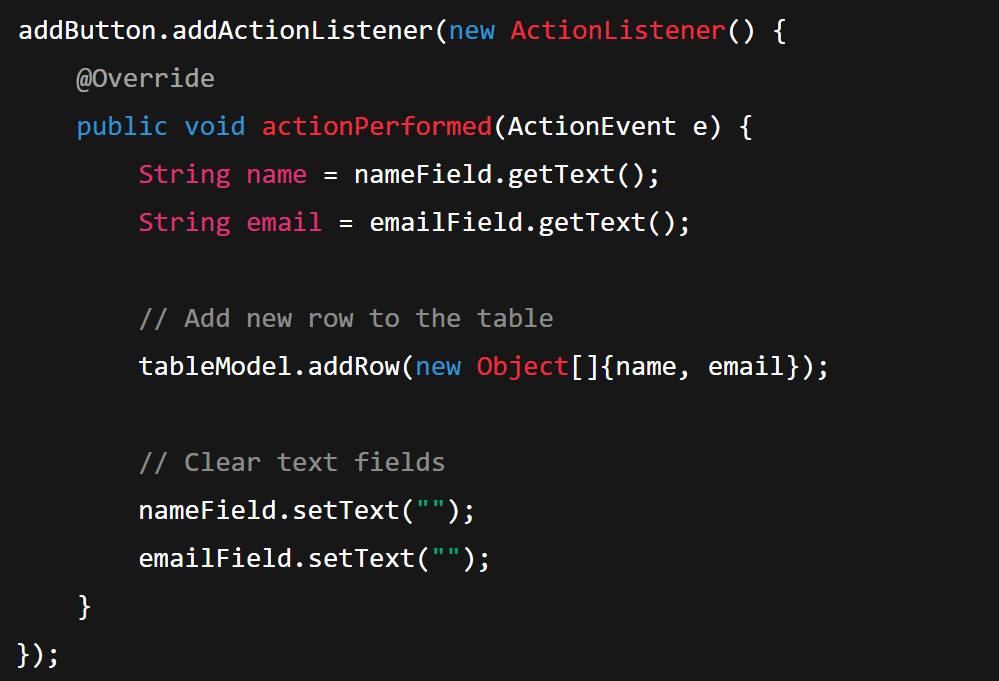 addButton.addActionListener(new ActionListener() {
    @Override
    public void actionPerformed(ActionEvent e) {
        String name = nameField.getText();
        String email = emailField.getText();

        // Add new row to the table
        tableModel.addRow(new Object[]{name, email});

        // Clear text fields
        nameField.setText("");
        emailField.setText("");
    }
});